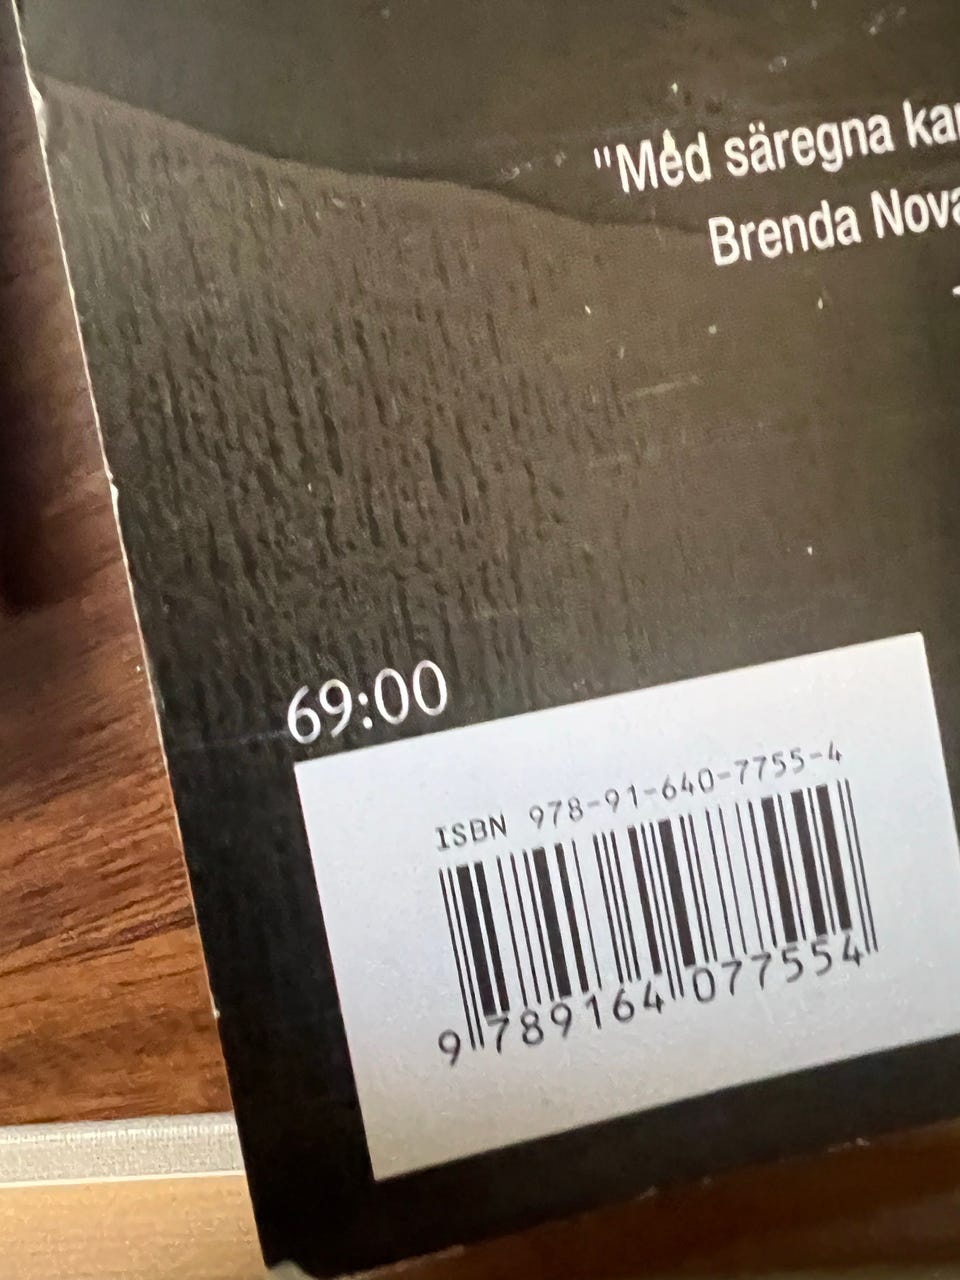 "Med säregna
Brenda
69:00
ISBN 978-91-640-7755-4
9 789164 077554